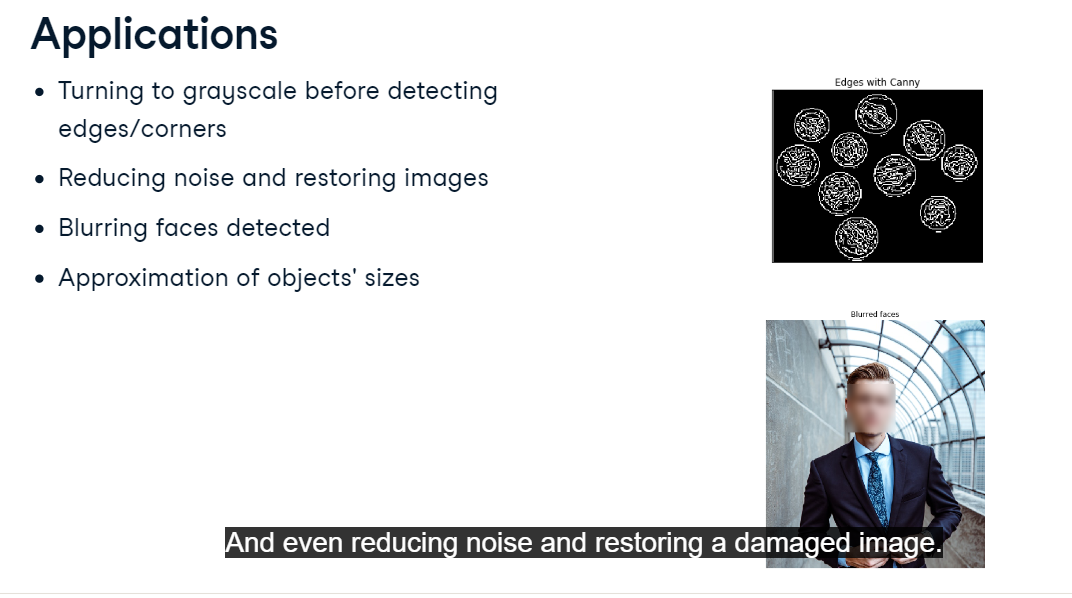 Applications
• Turning to grayscale before detecting
edges/corners
• Reducing noise and restoring images
• Blurring faces detected
• Approximation of objects' sizes
Edges with Canny
Blurred faces
And even reducing noise and restoring a damaged image.